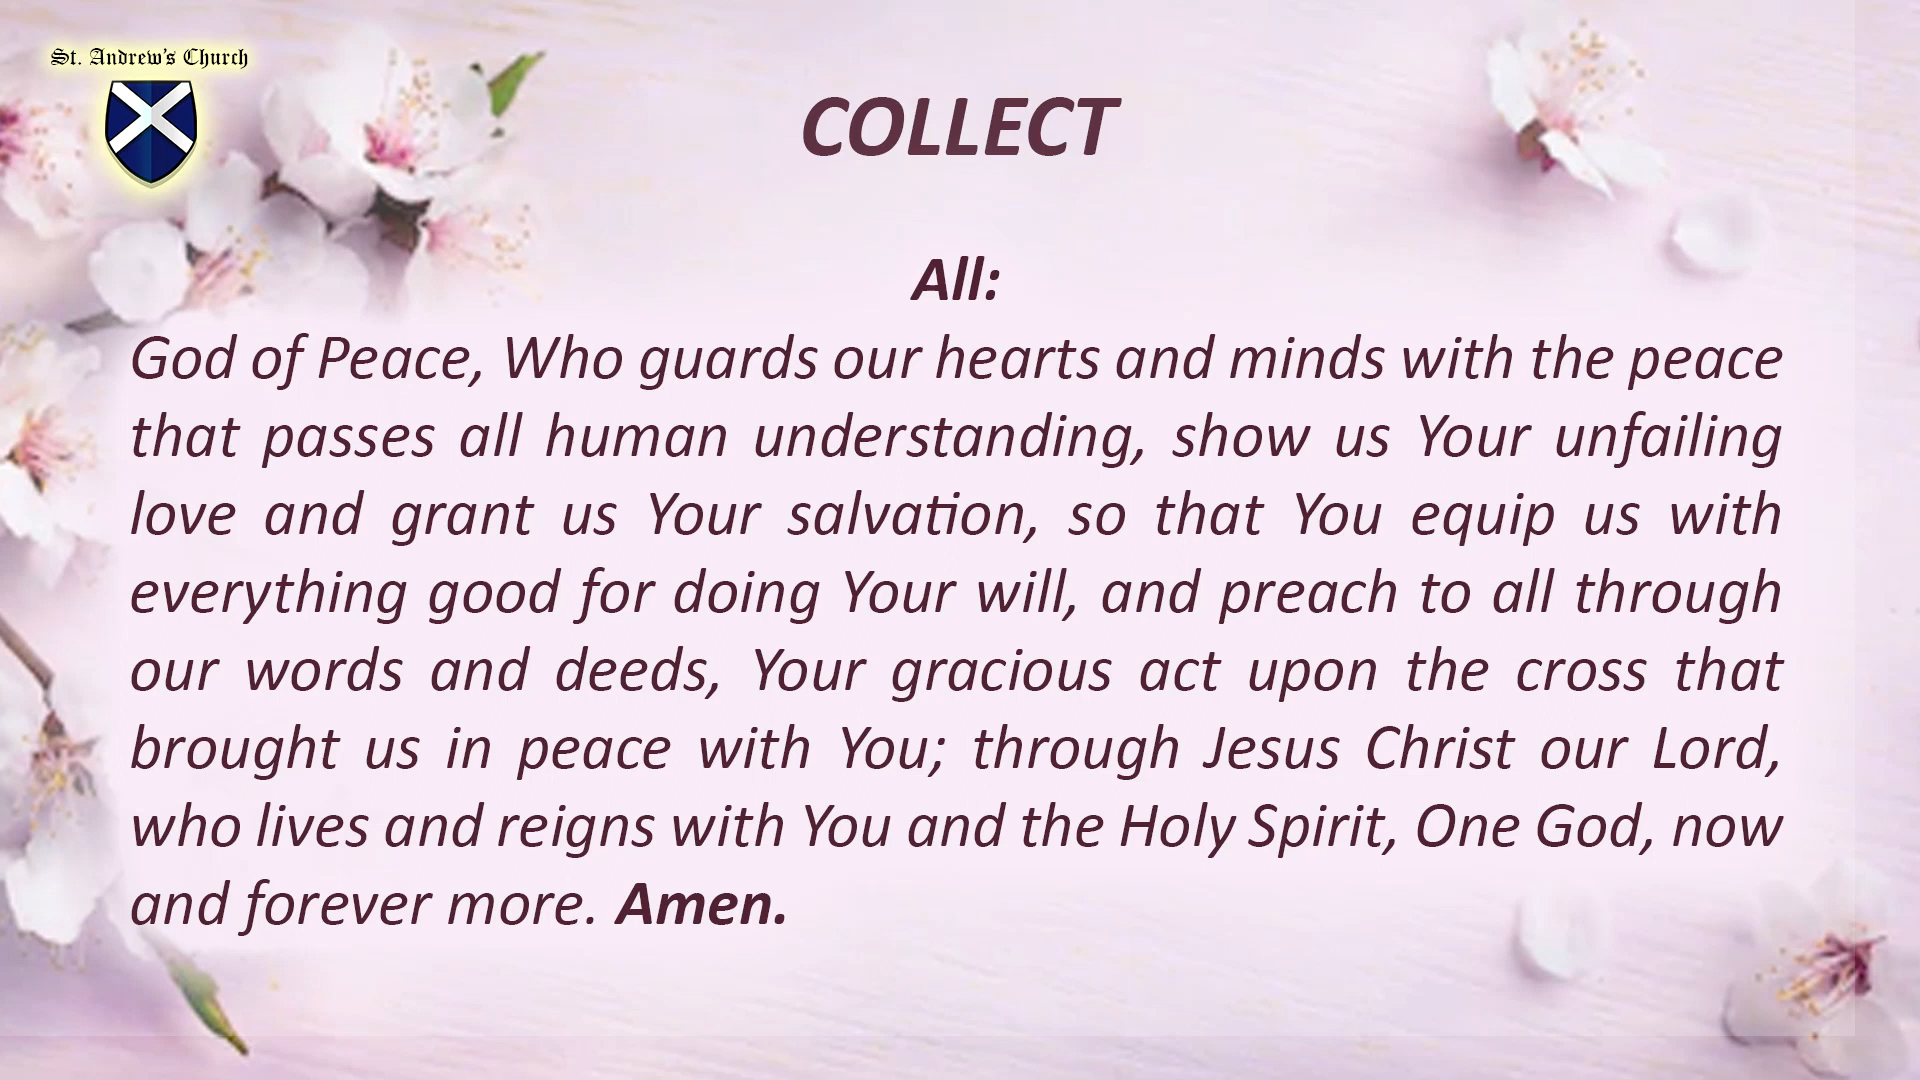 St. Andrew's Church
COLLECT
All:
God of Peace, Who guards our hearts and minds with the peace
that passes all human understanding, show us Your unfailing
love and grant us Your salvation, so that You equip us with
everything good for doing Your will, and preach to all through
our words and deeds, Your gracious act upon the cross that
brought us in peace with You; through Jesus Christ our Lord,
who lives and reigns with You and the Holy Spirit, One God, now
and forever more. Amen.